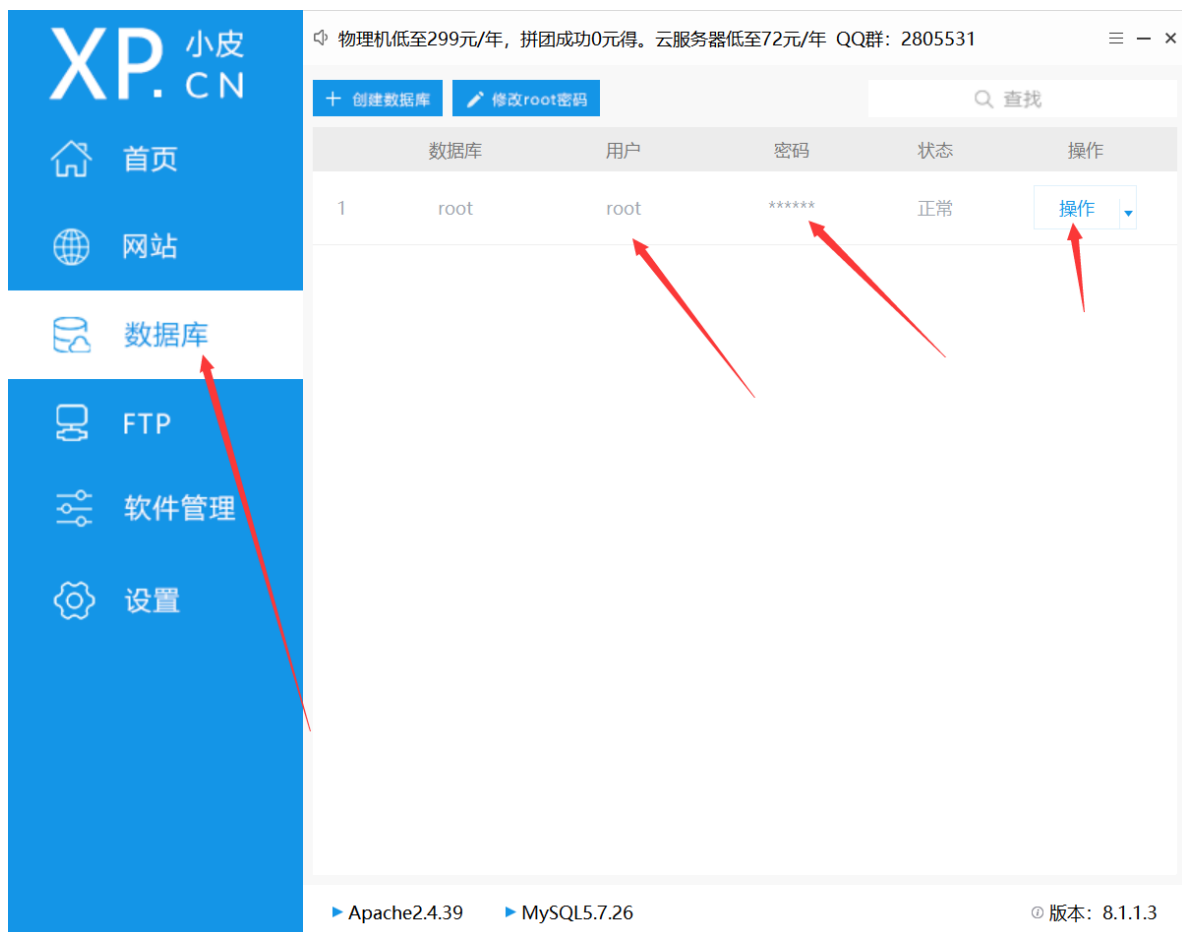 XP. 小皮
CN
首页
网站
数据库
FTP
软件管理
设置
物理机低至299元/年，拼团成功0元得。云服务器低至72元/年 QQ群：2805531
创建数据库 修改root密码 查找
数据库 用户 密码 状态 操作
1 root root ****** 正常 操作
Apache2.4.39 MySQL5.7.26 版本：8.1.1.3